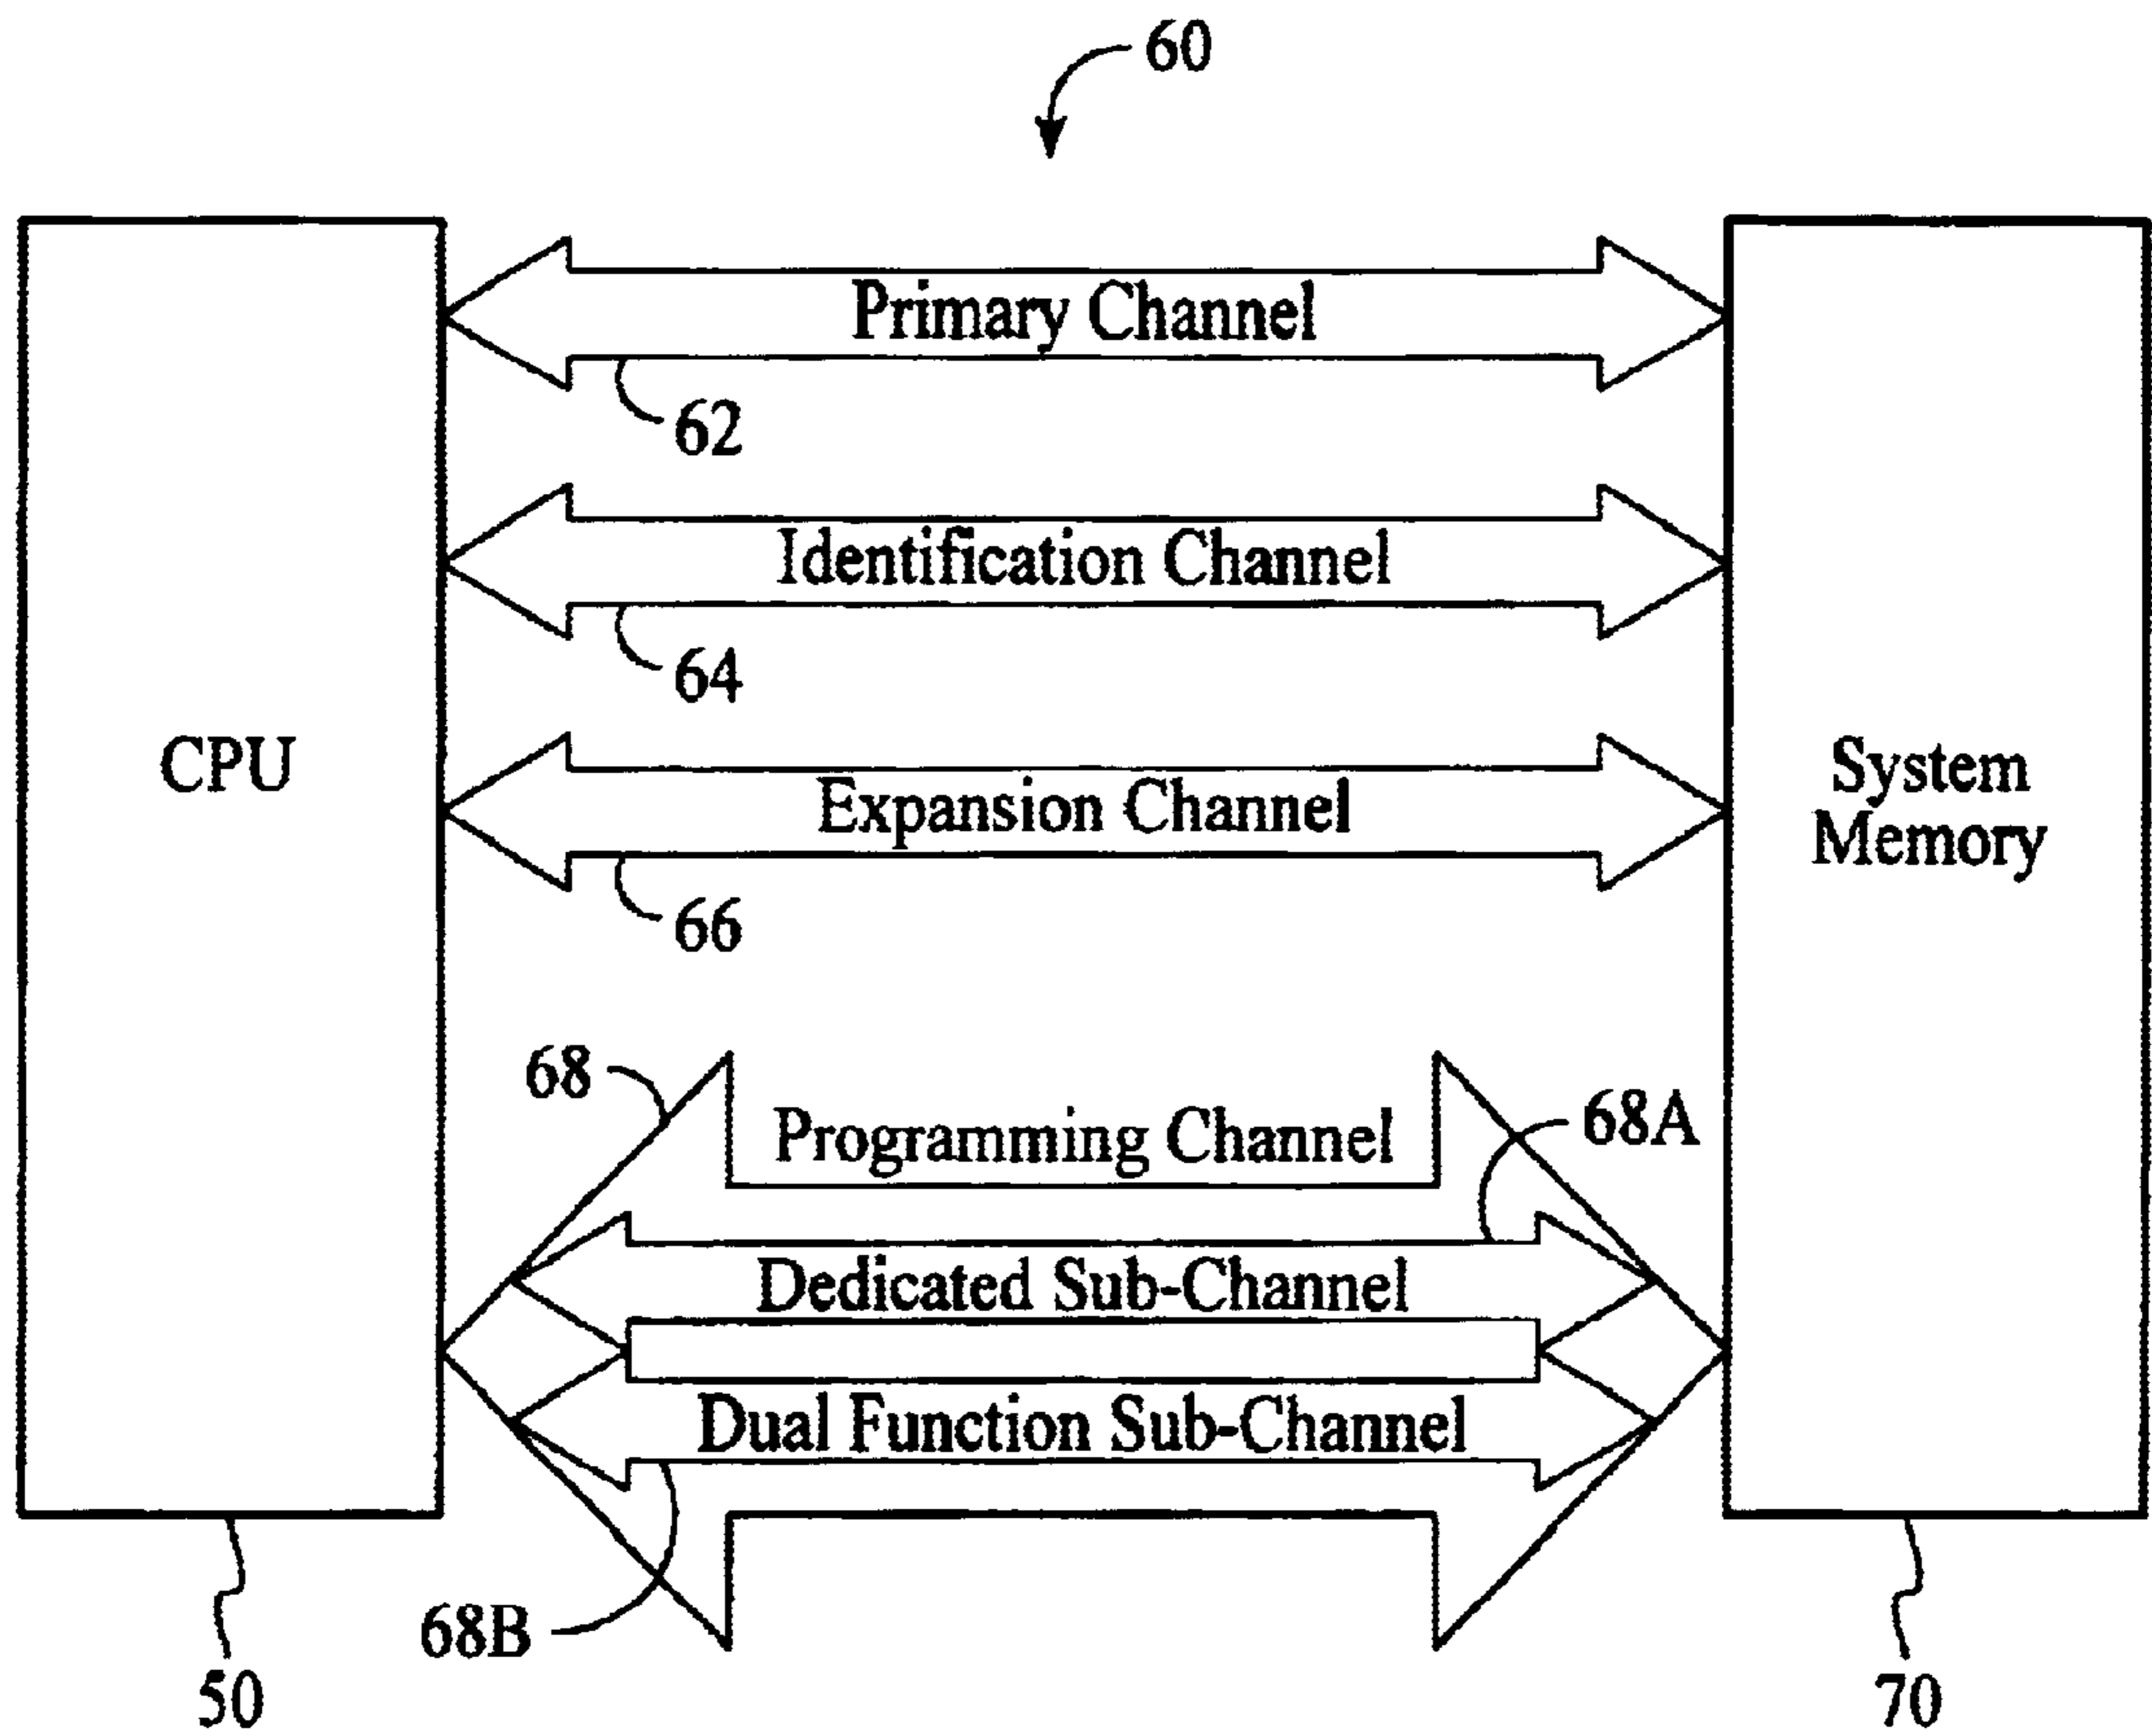 60
Primary Channel
62
Identification Channel
64
CPU
System
Memory
Expansion Channel
66
68
Programming Channel
68A
Dedicated Sub-Channel
Dual Function Sub-Channel
68B
50
70